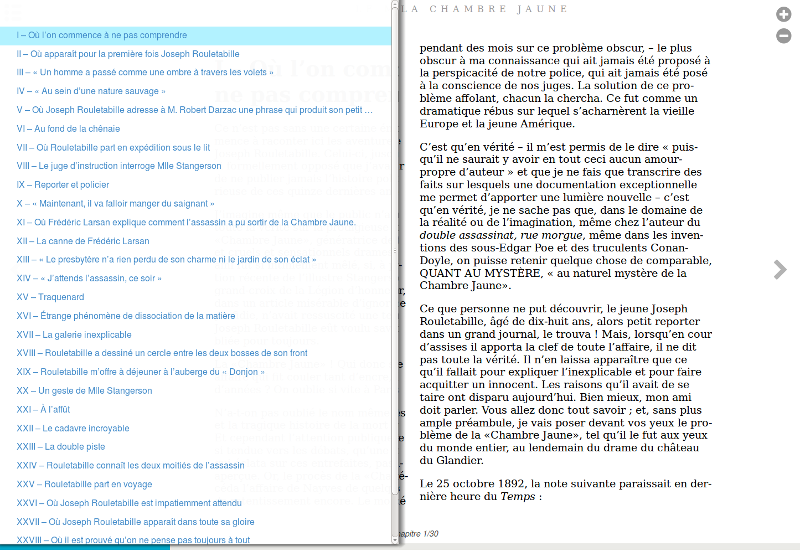 I – Où l'on commence à ne pas comprendre
II – Où apparaît pour la première fois Joseph Rouletabille
III – « Un homme a passé comme une ombre à travers les volets »
IV – « Au sein d'une nature sauvage »
V – Où Joseph Rouletabille adresse à M. Robert Darzac une phrase qui produit son petit …
VI – Au fond de la chênaie
VII – Où Rouletabille part en expédition sous le lit
VIII – Le juge d'instruction interroge Mlle Stangerson
IX – Reporter et policier
X – « Maintenant, il va falloir manger du saignant »
XI – Où Frédéric Larsan explique comment l'assassin a pu sortir de la Chambre Jaune.
XII – La canne de Frédéric Larsan
XIII – « Le presbytère n'a rien perdu de son charme ni le jardin de son éclat »
XIV – « J'attends l'assassin, ce soir »
XV – Traquenard
XVI – Étrange phénomène de dissociation de la matière
XVII – La galerie inexplicable
XVIII – Rouletabille a dessiné un cercle entre les deux bosses de son front
XIX – Rouletabille m'offre à déjeuner à l'auberge du « Donjon »
XX – Un geste de Mlle Stangerson
XXI – À l'affût
XXII – Le cadavre incroyable
XXIII – La double piste
XXIV – Rouletabille connaît les deux moitiés de l'assassin
XXV – Rouletabille part en voyage
XXVI – Où Joseph Rouletabille est impatiemment attendu
XXVII – Où Joseph Rouletabille apparaît dans toute sa gloire
XXVIII – Où il est prouvé qu'on ne pense pas toujours à tout
LA CHAMBRE JAUNE
pendant des mois sur ce problème obscur, – le plus
obscur à ma connaissance qui ait jamais été proposé à
la perspicacité de notre police, qui ait jamais été posé
à la conscience de nos juges. La solution de ce pro-
blème affolant, chacun la chercha. Ce fut comme un
dramatique rébus sur lequel s'acharnèrent la vieille
Europe et la jeune Amérique.
C'est qu'en vérité – il m'est permis de le dire « puis-
qu'il ne saurait y avoir en tout ceci aucun amour-
propre d'auteur » et que je ne fais que transcrire des
faits sur lesquels une documentation exceptionnelle
me permet d'apporter une lumière nouvelle – c'est
qu'en vérité, je ne sache pas que, dans le domaine de
la réalité ou de l'imagination, même chez l'auteur du
double assassinat, rue morgue, même dans les inven-
tions des sous-Edgar Poe et des truculents Conan-
Doyle, on puisse retenir quelque chose de comparable,
QUANT AU MYSTÈRE, « au naturel mystère de la
Chambre Jaune».
Ce que personne ne put découvrir, le jeune Joseph
Rouletabille, âgé de dix-huit ans, alors petit reporter
dans un grand journal, le trouva ! Mais, lorsqu'en cour
d'assises il apporta la clef de toute l'affaire, il ne dit
pas toute la vérité. Il n'en laissa apparaître que ce
qu'il fallait pour expliquer l'inexplicable et pour faire
acquitter un innocent. Les raisons qu'il avait de se
taire ont disparu aujourd'hui. Bien mieux, mon ami
doit parler. Vous allez donc tout savoir ; et, sans plus
ample préambule, je vais poser devant vos yeux le pro-
blème de la «Chambre Jaune», tel qu'il le fut aux yeux
du monde entier, au lendemain du drame du château
du Glandier.
Le 25 octobre 1892, la note suivante paraissait en der-
nière heure du Temps :
apitre 1/30